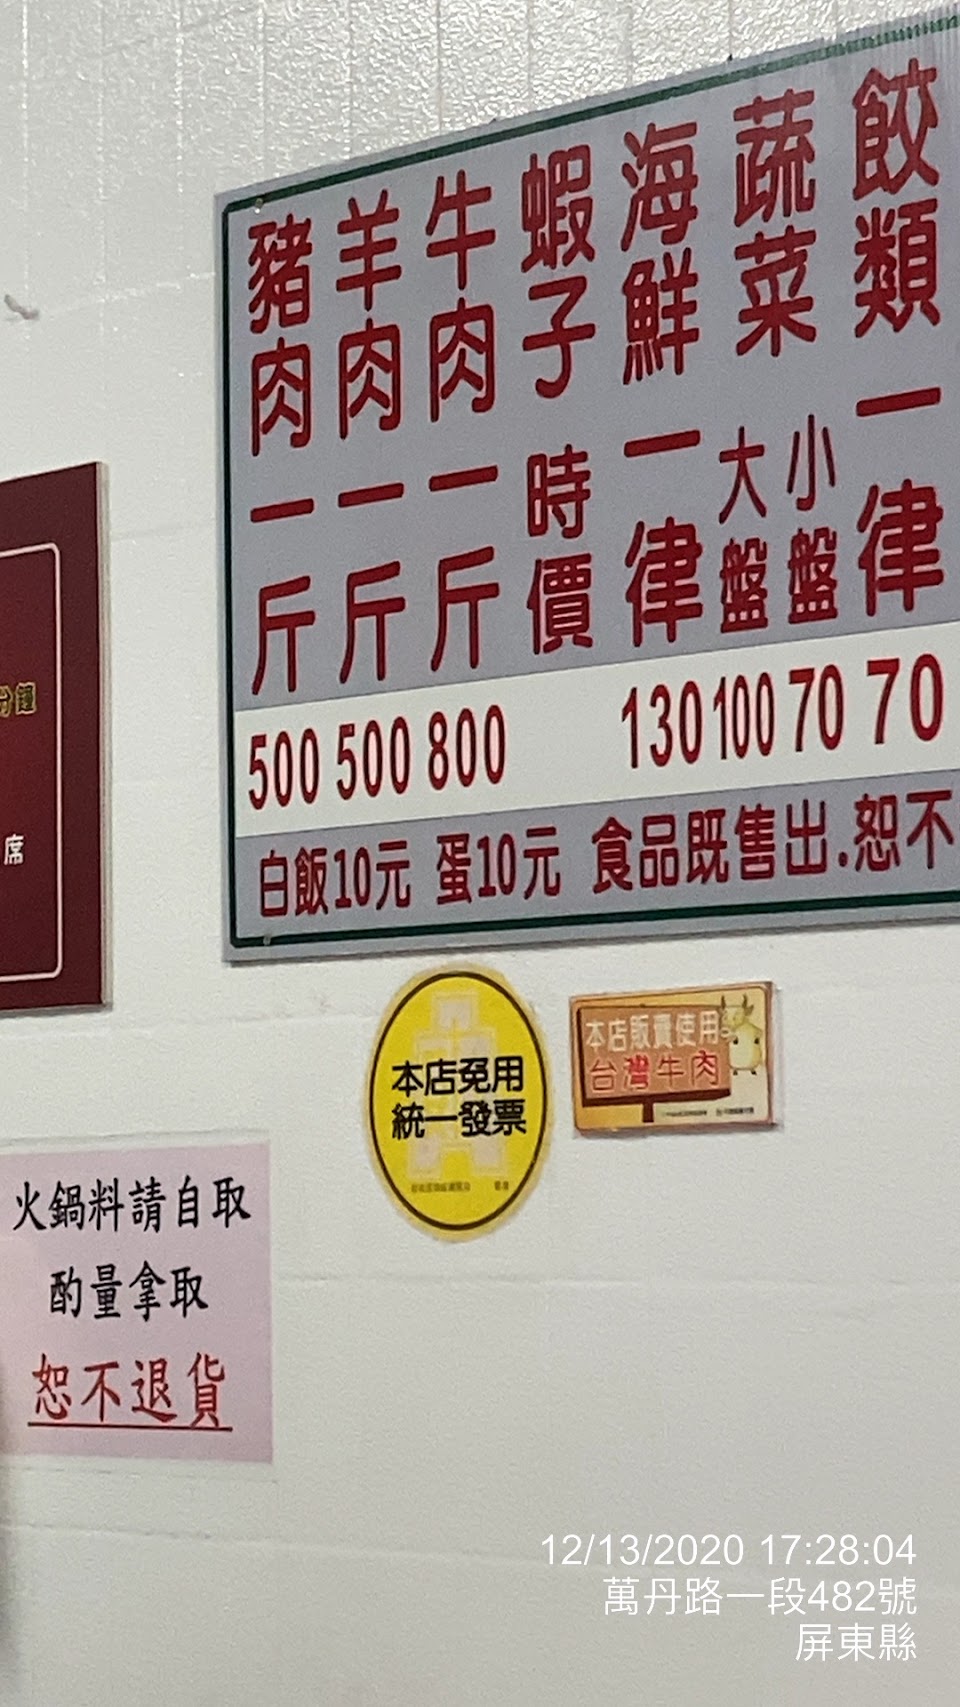 豬肉一斤 500
羊肉一斤 500
牛肉一斤 800
蝦子時價
海鮮一律 130
蔬菜 大盤 100 小盤 70
餃類一律 70
白飯10元 蛋10元 食品既售出.恕不
分鐘
席
本店免用
統一發票
本店販賣使用
台灣牛肉
火鍋料請自取
酌量拿取
恕不退貨
12/13/2020 17:28:04
萬丹路一段482號
屏東縣